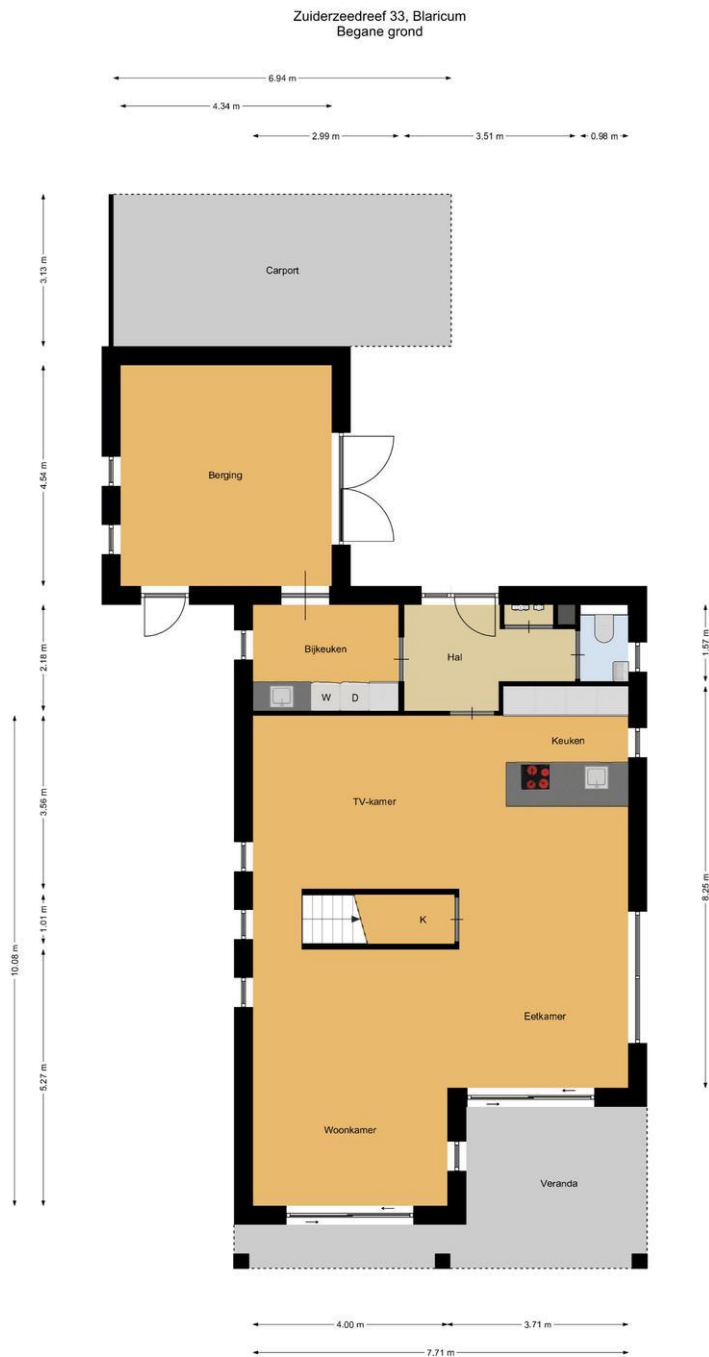 Zuiderzeedreef 33, Blaricum
Begane grond
6.94 m
4.34 m
2.99 m
3.51 m
0.98 m
3.13 m
Carport
4.54 m
Berging
2.18 m
1.57 m
Bijkeuken
Hal
W
D
Keuken
3.56 m
TV-kamer
8.25 m
1.01 m
K
10.08 m
Eetkamer
5.27 m
Woonkamer
Veranda
4.00 m
3.71 m
7.71 m